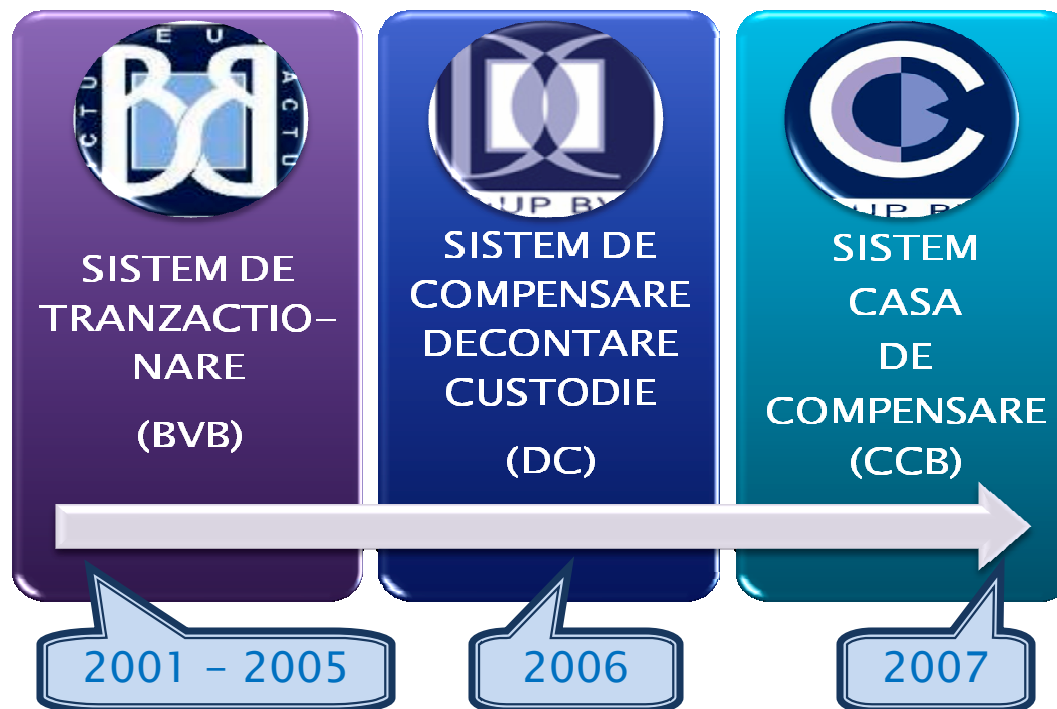 SISTEM DE
TRANZACTIO-
NARE
(BVB)
SISTEM DE
COMPENSARE
DECONTARE
CUSTODIE
(DC)
SISTEM
CASA
DE
COMPENSARE
(CCB)
2001 - 2005
2006
2007